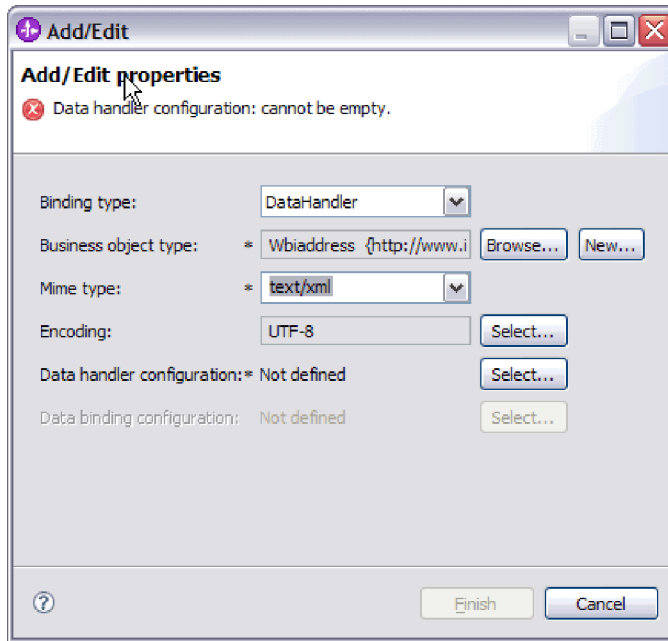 Add/Edit
Add/Edit properties
Data handler configuration: cannot be empty.
Binding type: DataHandler
Business object type: * Wbiaddress {http://www.i Browse... New...
Mime type: * text/xml
Encoding: UTF-8 Select...
Data handler configuration:* Not defined Select...
Data binding configuration: Not defined Select...
? Finish Cancel